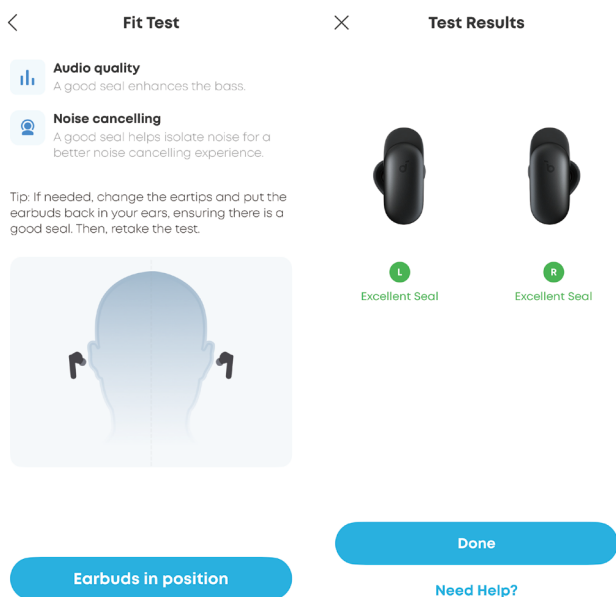 Fit Test
Audio quality
A good seal enhances the bass.
Noise cancelling
A good seal helps isolate noise for a
better noise cancelling experience.
Tip: If needed, change the eartips and put the
earbuds back in your ears, ensuring there is a
good seal. Then, retake the test.
Earbuds in position
Test Results
L
Excellent Seal
R
Excellent Seal
Done
Need Help?